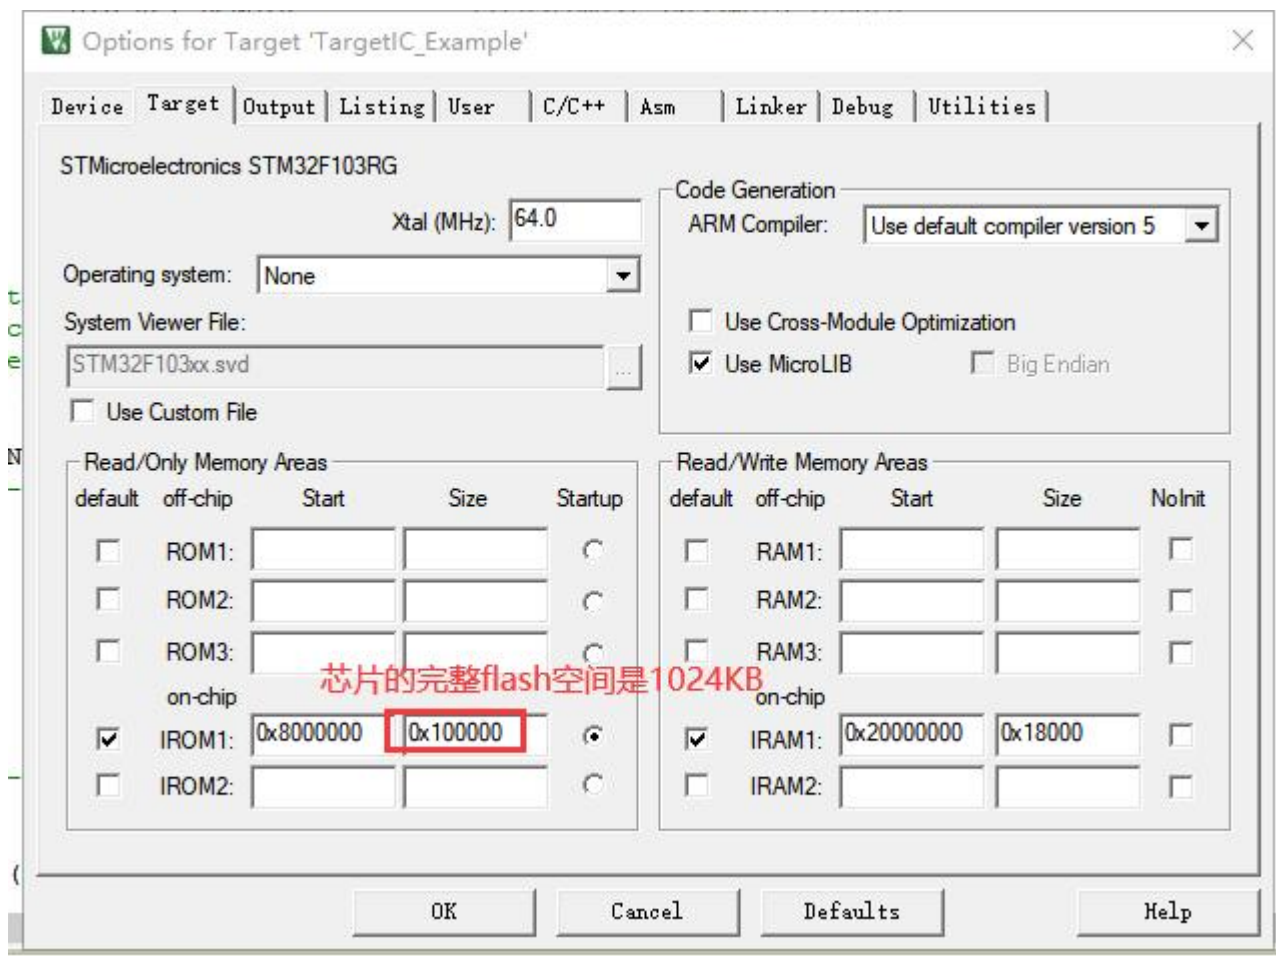 Options for Target 'TargetIC_Example'
Device Target Output Listing User C/C++ Asm Linker Debug Utilities
STMicroelectronics STM32F103RG
Xtal (MHz): 64.0
Operating system: None
System Viewer File:
STM32F103xx.svd ...
Use Custom File
Code Generation
ARM Compiler: Use default compiler version 5
Use Cross-Module Optimization
Use MicroLIB Big Endian
Read/Only Memory Areas
default off-chip Start Size Startup
ROM1:
ROM2:
ROM3:
芯片的完整flash空间是1024KB
on-chip
IROM1: 0x8000000 0x100000
IROM2:
Read/Write Memory Areas
default off-chip Start Size NoInit
RAM1:
RAM2:
RAM3:
on-chip
IRAM1: 0x20000000 0x18000
IRAM2:
OK Cancel Defaults Help
t
c
e
N
(